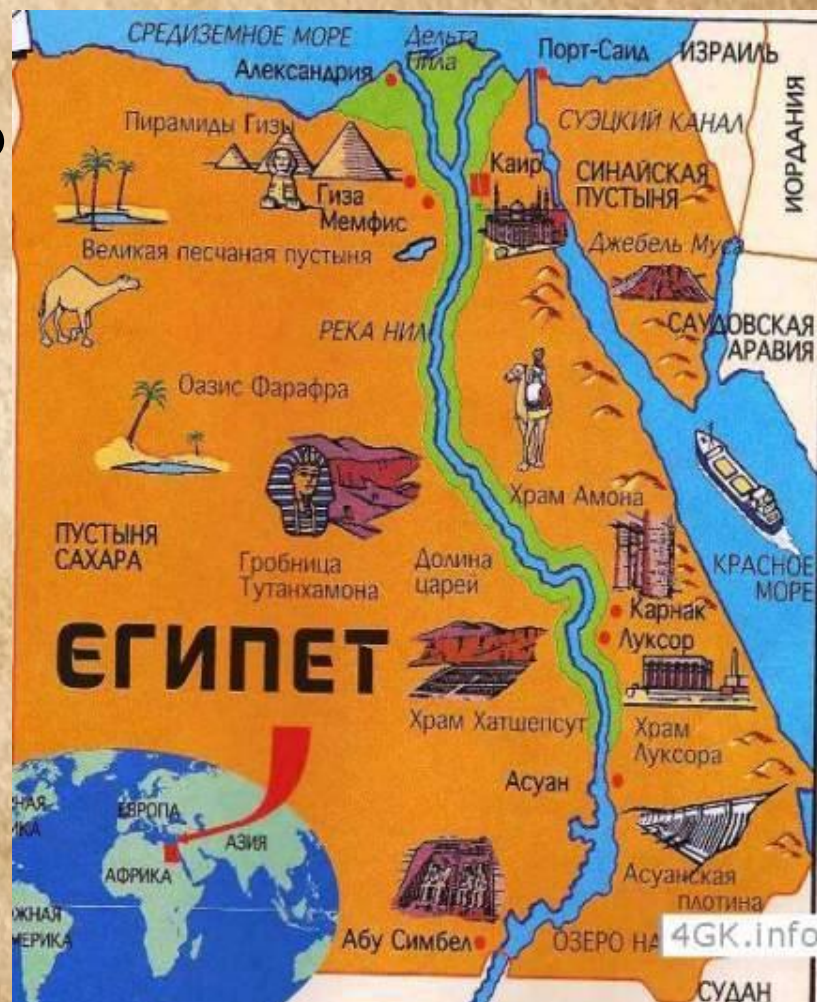 СРЕДИЗЕМНОЕ МОРЕ
Дельта
Нила
Порт-Саид
ИЗРАИЛЬ
Александрия
ИОРДАНИЯ
Пирамиды Гизы
СУЭЦКИЙ КАНАЛ
Каир
СИНАЙСКАЯ
ПУСТЫНЯ
Гиза
Мемфис
Великая песчаная пустыня
Джебель Муса
РЕКА НИЛ
САУДОВСКАЯ
АРАВИЯ
Оазис Фарафра
Храм Амона
ПУСТЫНЯ
САХАРА
Гробница
Тутанхамона
Долина
царей
КРАСНОЕ
МОРЕ
Карнак
Луксор
ЕГИПЕТ
Храм Хатшепсут
Храм
Луксора
Асуан
ЕВРОПА
АЗИЯ
АФРИКА
Асуанская
плотина
Абу Симбел
ОЗЕРО НА
4GK.info
СУДАН